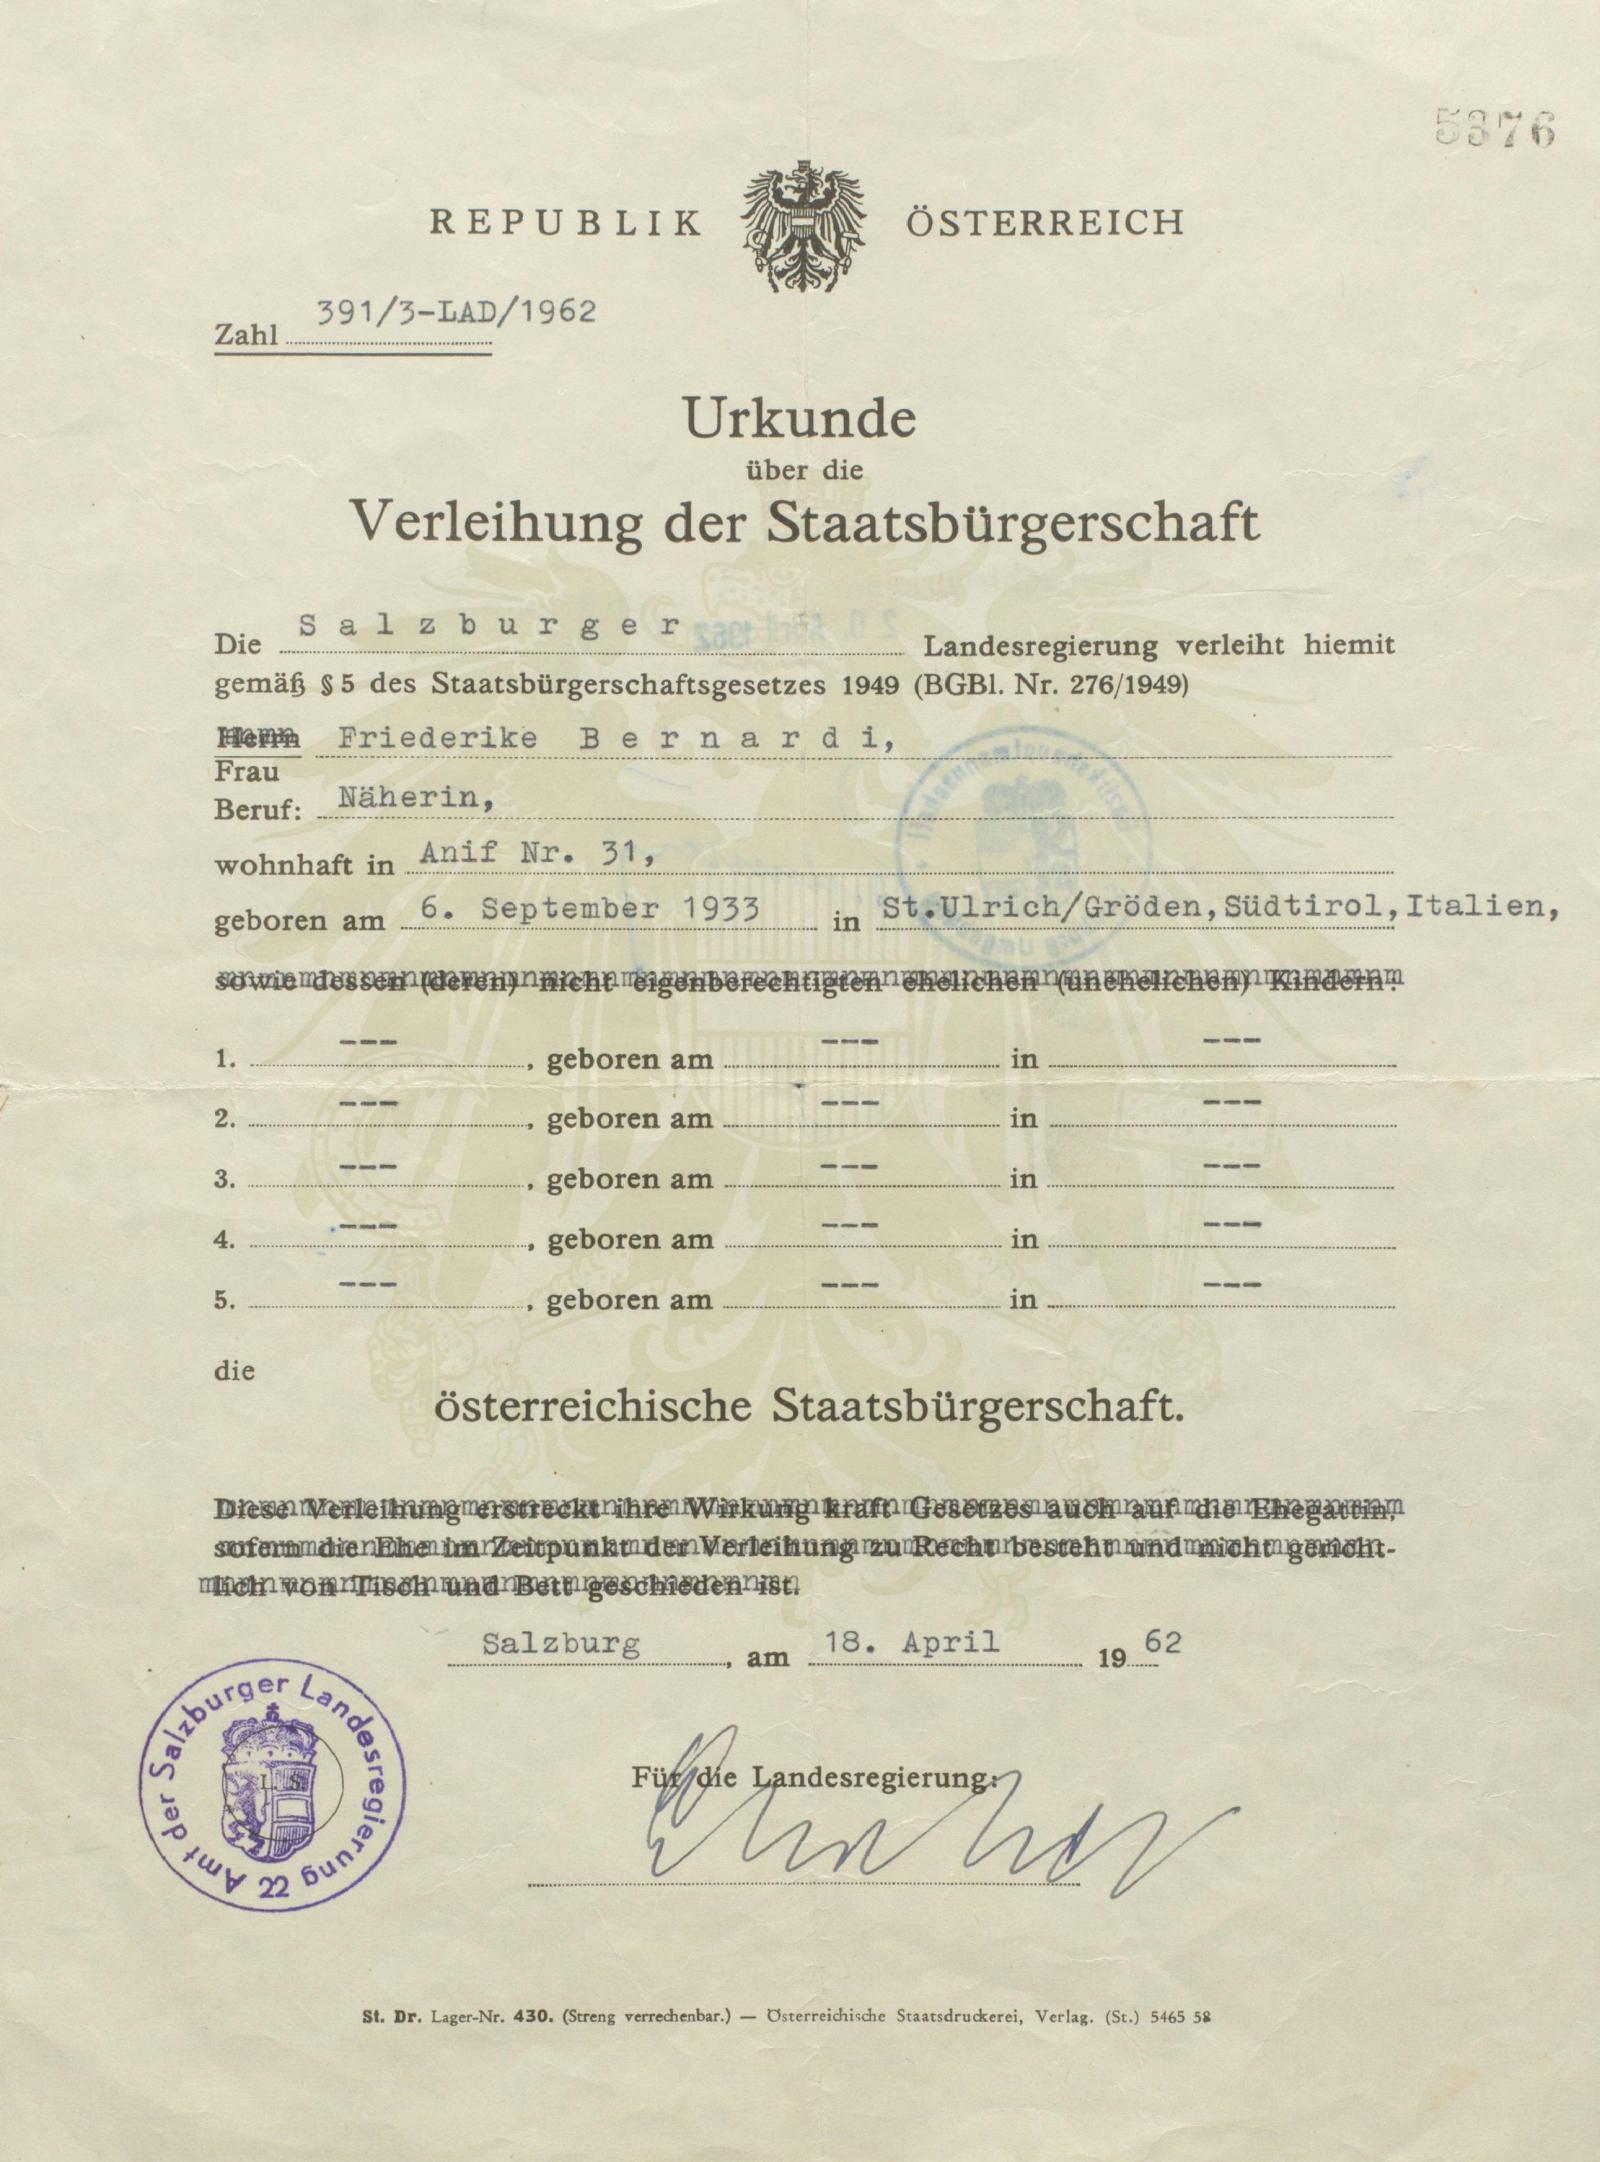 5376
REPUBLIK ÖSTERREICH
Zahl 391/3-LAD/1962
Urkunde
über die
Verleihung der Staatsbürgerschaft
Die Salzburger Landesregierung verleiht hiemit
gemäß § 5 des Staatsbürgerschaftsgesetzes 1949 (BGBl. Nr. 276/1949)
Herrn Friederike Bernardi,
Frau
Beruf: Näherin,
wohnhaft in Anif Nr. 31,
geboren am 6. September 1933 in St.Ulrich/Gröden,Südtirol,Italien,
sowie dessen (deren) nicht eigenberechtigten ehelichen (unehelichen) Kindern:
1. --- , geboren am --- in ---
2. --- , geboren am --- in ---
3. --- , geboren am --- in ---
4. --- , geboren am --- in ---
5. --- , geboren am --- in ---
die
österreichische Staatsbürgerschaft.
Diese Verleihung erstreckt ihre Wirkung kraft Gesetzes auch auf die Ehegattin,
sofern die Ehe im Zeitpunkt der Verleihung zu Recht besteht und nicht gericht-
lich von Tisch und Bett geschieden ist.
Salzburg , am 18. April 1962
Amt der Salzburger Landesregierung 22
L. S.
Für die Landesregierung:
St. Dr. Lager-Nr. 430. (Streng verrechenbar.) — Österreichische Staatsdruckerei, Verlag. (St.) 5465 58